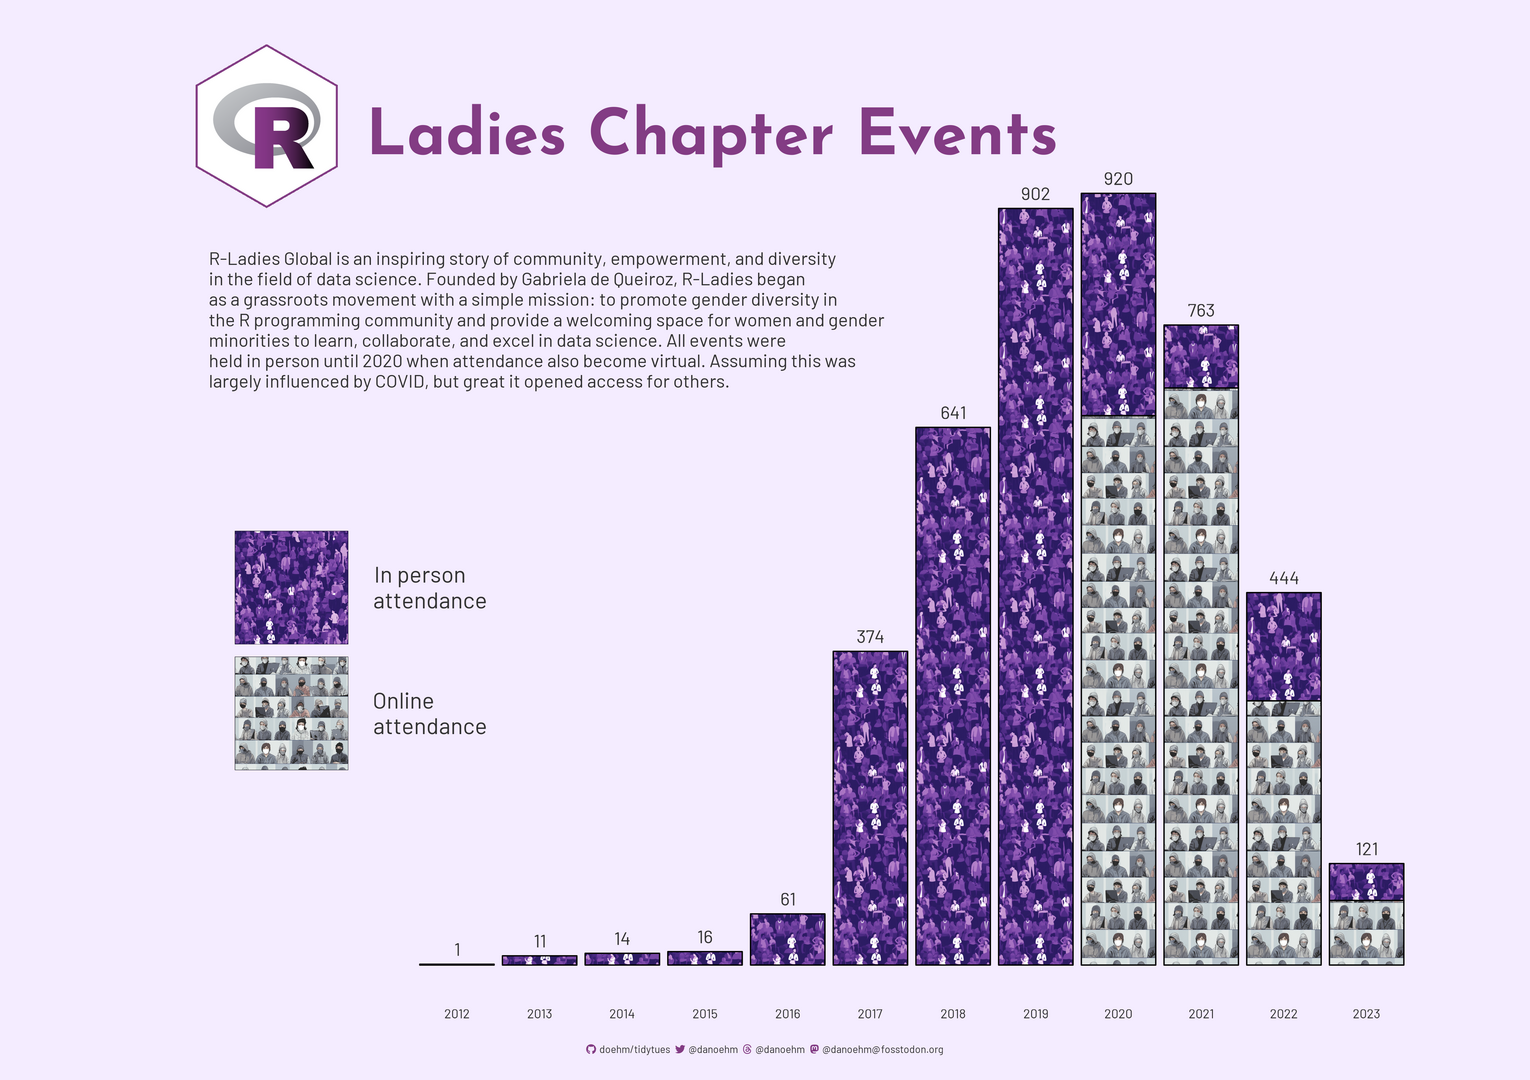 R Ladies Chapter Events
R-Ladies Global is an inspiring story of community, empowerment, and diversity
in the field of data science. Founded by Gabriela de Queiroz, R-Ladies began
as a grassroots movement with a simple mission: to promote gender diversity in
the R programming community and provide a welcoming space for women and gender
minorities to learn, collaborate, and excel in data science. All events were
held in person until 2020 when attendance also become virtual. Assuming this was
largely influenced by COVID, but great it opened access for others.
In person
attendance
Online
attendance
1
11
14
16
61
374
641
902
920
763
444
121
2012
2013
2014
2015
2016
2017
2018
2019
2020
2021
2022
2023
doehm/tidytues @danoehm @danoehm @danoehm@fosstodon.org